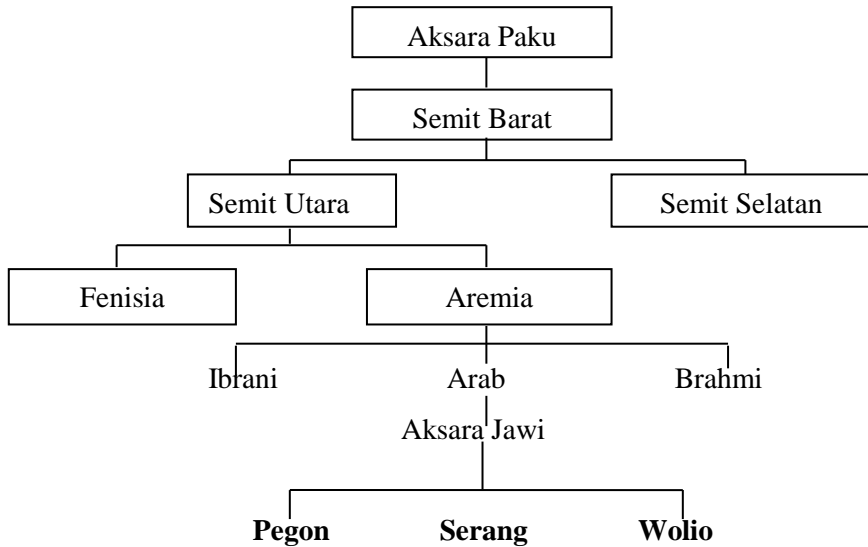 Aksara Paku
Semit Barat
Semit Utara
Semit Selatan
Fenisia
Aremia
Ibrani
Arab
Brahmi
Aksara Jawi
Pegon
Serang
Wolio